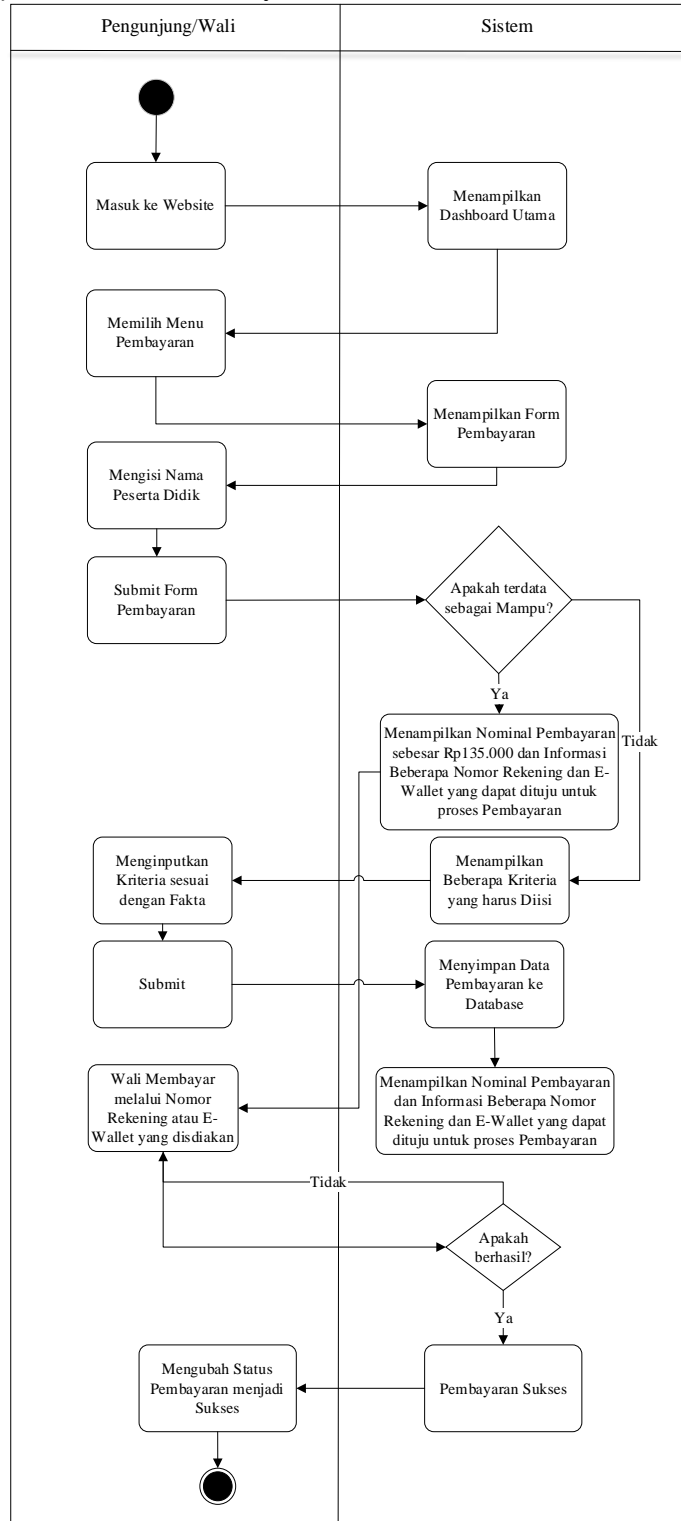 Pengunjung/Wali
Sistem
Masuk ke Website
Menampilkan
Dashboard Utama
Memilih Menu
Pembayaran
Menampilkan Form
Pembayaran
Mengisi Nama
Peserta Didik
Submit Form
Pembayaran
Apakah terdata
sebagai Mampu?
Ya
Tidak
Menampilkan Nominal Pembayaran
sebesar Rp135.000 dan Informasi
Beberapa Nomor Rekening dan E-
Wallet yang dapat dituju untuk
proses Pembayaran
Menginputkan
Kriteria sesuai
dengan Fakta
Menampilkan
Beberapa Kriteria
yang harus Diisi
Submit
Menyimpan Data
Pembayaran ke
Database
Wali Membayar
melalui Nomor
Rekening atau E-
Wallet yang disdiakan
Menampilkan Nominal Pembayaran
dan Informasi Beberapa Nomor
Rekening dan E-Wallet yang dapat
dituju untuk proses Pembayaran
Tidak
Apakah
berhasil?
Ya
Mengubah Status
Pembayaran menjadi
Sukses
Pembayaran Sukses